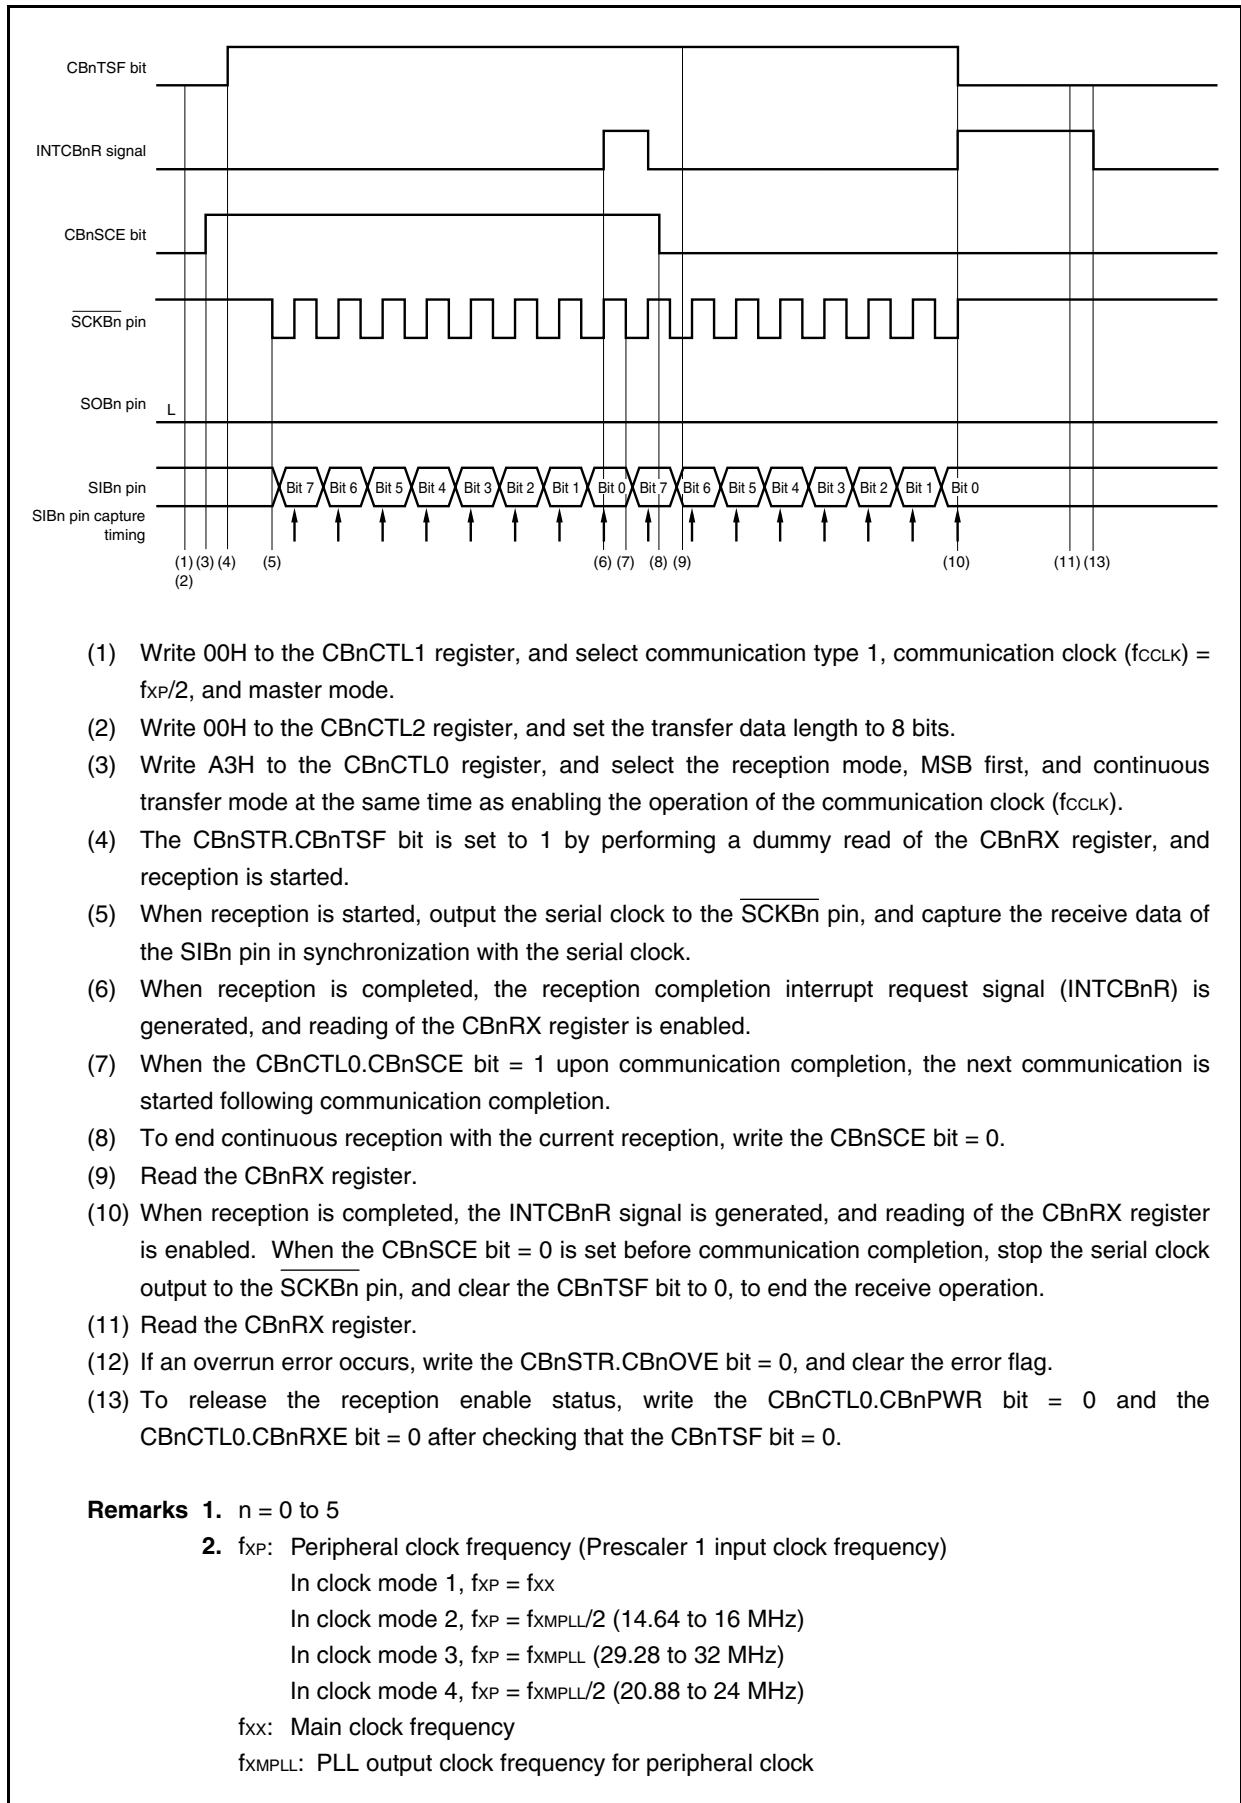 CBnTSF bit
INTCBnR signal
CBnSCE bit
SCKBn pin
SOBn pin L
SIBn pin Bit 7 Bit 6 Bit 5 Bit 4 Bit 3 Bit 2 Bit 1 Bit 0 Bit 7 Bit 6 Bit 5 Bit 4 Bit 3 Bit 2 Bit 1 Bit 0
SIBn pin capture
timing
(1) (3) (4) (5) (6) (7) (8) (9) (10) (11) (13)
(2)
(1) Write 00H to the CBnCTL1 register, and select communication type 1, communication clock (fCCLK) =
fXP/2, and master mode.
(2) Write 00H to the CBnCTL2 register, and set the transfer data length to 8 bits.
(3) Write A3H to the CBnCTL0 register, and select the reception mode, MSB first, and continuous
transfer mode at the same time as enabling the operation of the communication clock (fCCLK).
(4) The CBnSTR.CBnTSF bit is set to 1 by performing a dummy read of the CBnRX register, and
reception is started.
(5) When reception is started, output the serial clock to the SCKBn pin, and capture the receive data of
the SIBn pin in synchronization with the serial clock.
(6) When reception is completed, the reception completion interrupt request signal (INTCBnR) is
generated, and reading of the CBnRX register is enabled.
(7) When the CBnCTL0.CBnSCE bit = 1 upon communication completion, the next communication is
started following communication completion.
(8) To end continuous reception with the current reception, write the CBnSCE bit = 0.
(9) Read the CBnRX register.
(10) When reception is completed, the INTCBnR signal is generated, and reading of the CBnRX register
is enabled. When the CBnSCE bit = 0 is set before communication completion, stop the serial clock
output to the SCKBn pin, and clear the CBnTSF bit to 0, to end the receive operation.
(11) Read the CBnRX register.
(12) If an overrun error occurs, write the CBnSTR.CBnOVE bit = 0, and clear the error flag.
(13) To release the reception enable status, write the CBnCTL0.CBnPWR bit = 0 and the
CBnCTL0.CBnRXE bit = 0 after checking that the CBnTSF bit = 0.
Remarks 1. n = 0 to 5
2. fXP: Peripheral clock frequency (Prescaler 1 input clock frequency)
In clock mode 1, fXP = fXX
In clock mode 2, fXP = fXMPLL/2 (14.64 to 16 MHz)
In clock mode 3, fXP = fXMPLL (29.28 to 32 MHz)
In clock mode 4, fXP = fXMPLL/2 (20.88 to 24 MHz)
fXX: Main clock frequency
fXMPLL: PLL output clock frequency for peripheral clock